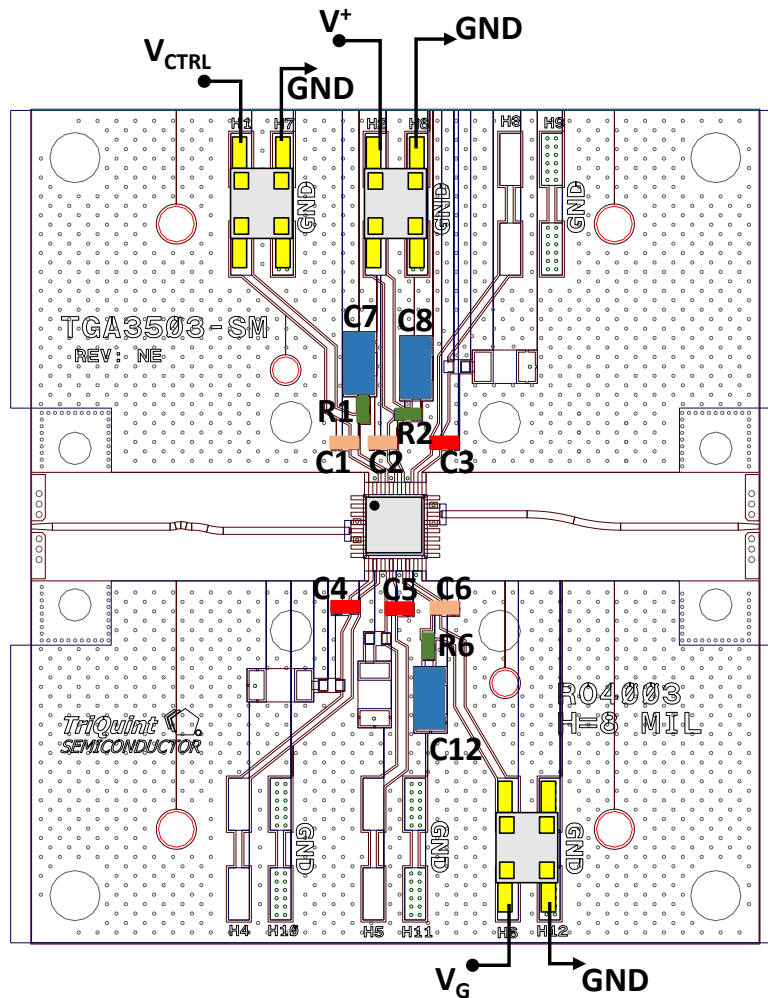 V+
GND
VCTRL
GND
H1
H7
H2
H8
H3
H9
GND
GND
GND
TGA3503-SM
REV: NE
C7
C8
R1
R2
C1
C2
C3
C4
C5
C6
R6
RO4003
H=8 MIL
TriQuint
SEMICONDUCTOR
C12
GND
GND
GND
H4
H10
H5
H11
H6
H12
VG
GND